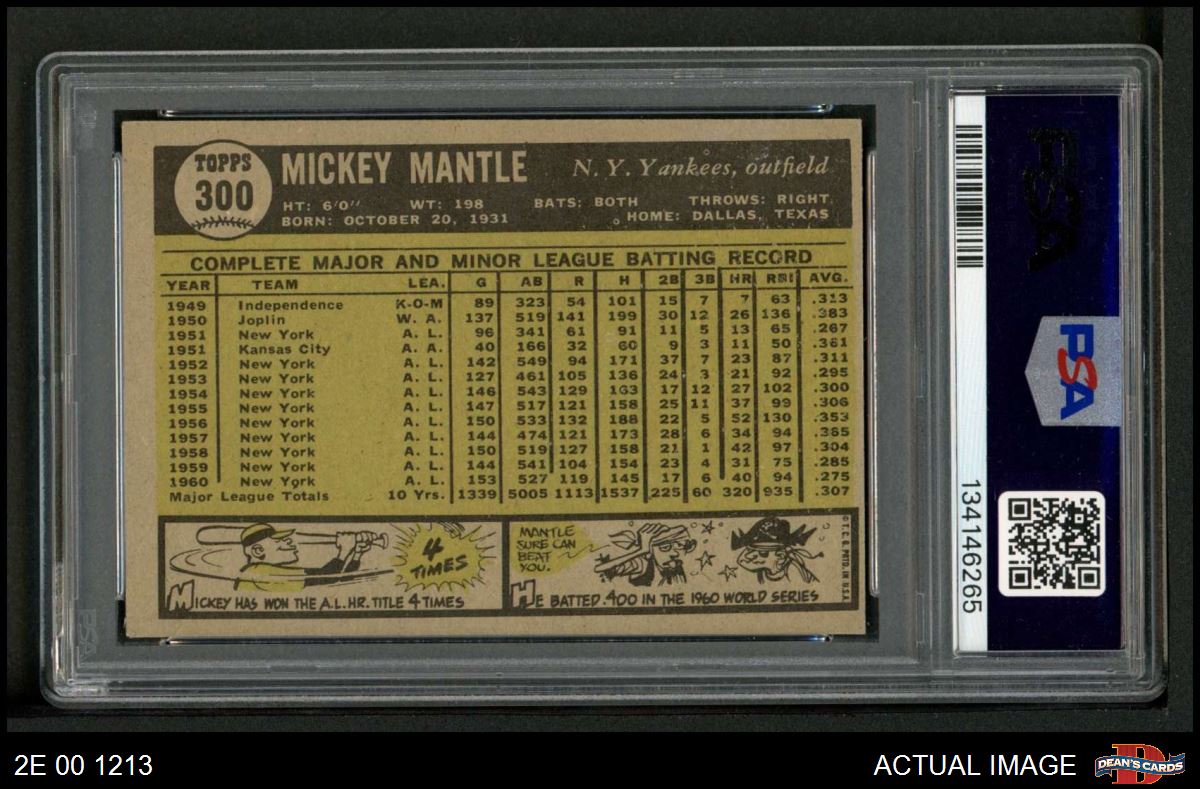 TOPPS
300
MICKEY MANTLE
N. Y. Yankees, outfield
HT: 6'0" WT: 198 BATS: BOTH THROWS: RIGHT
BORN: OCTOBER 20, 1931 HOME: DALLAS, TEXAS
COMPLETE MAJOR AND MINOR LEAGUE BATTING RECORD
YEAR TEAM LEA. G AB R H 2B 3B HR RBI AVG.
1949 Independence K-O-M 89 323 54 101 15 7 7 63 .313
1950 Joplin W. A. 137 519 141 199 30 12 26 136 .383
1951 New York A. L. 96 341 61 91 11 5 13 65 .267
1951 Kansas City A. A. 40 166 32 60 9 3 11 50 .361
1952 New York A. L. 142 549 94 171 37 7 23 87 .311
1953 New York A. L. 127 461 105 136 24 3 21 92 .295
1954 New York A. L. 146 543 129 163 17 12 27 102 .300
1955 New York A. L. 147 517 121 158 25 11 37 99 .306
1956 New York A. L. 150 533 132 188 22 5 52 130 .353
1957 New York A. L. 144 474 121 173 28 6 34 94 .365
1958 New York A. L. 150 519 127 158 21 1 42 97 .304
1959 New York A. L. 144 541 104 154 23 4 31 75 .285
1960 New York A. L. 153 527 119 145 17 6 40 94 .275
Major League Totals 10 Yrs. 1339 5005 1113 1537 225 60 320 935 .307
4 TIMES
MICKEY HAS WON THE A.L. HR. TITLE 4 TIMES
MANTLE
SURE CAN
BEAT
YOU.
HE BATTED .400 IN THE 1960 WORLD SERIES
© T.C.G. PRTD. IN U.S.A.
PSA
PSA
PSA
134146265
2E 00 1213
ACTUAL IMAGE
DEAN'S CARDS